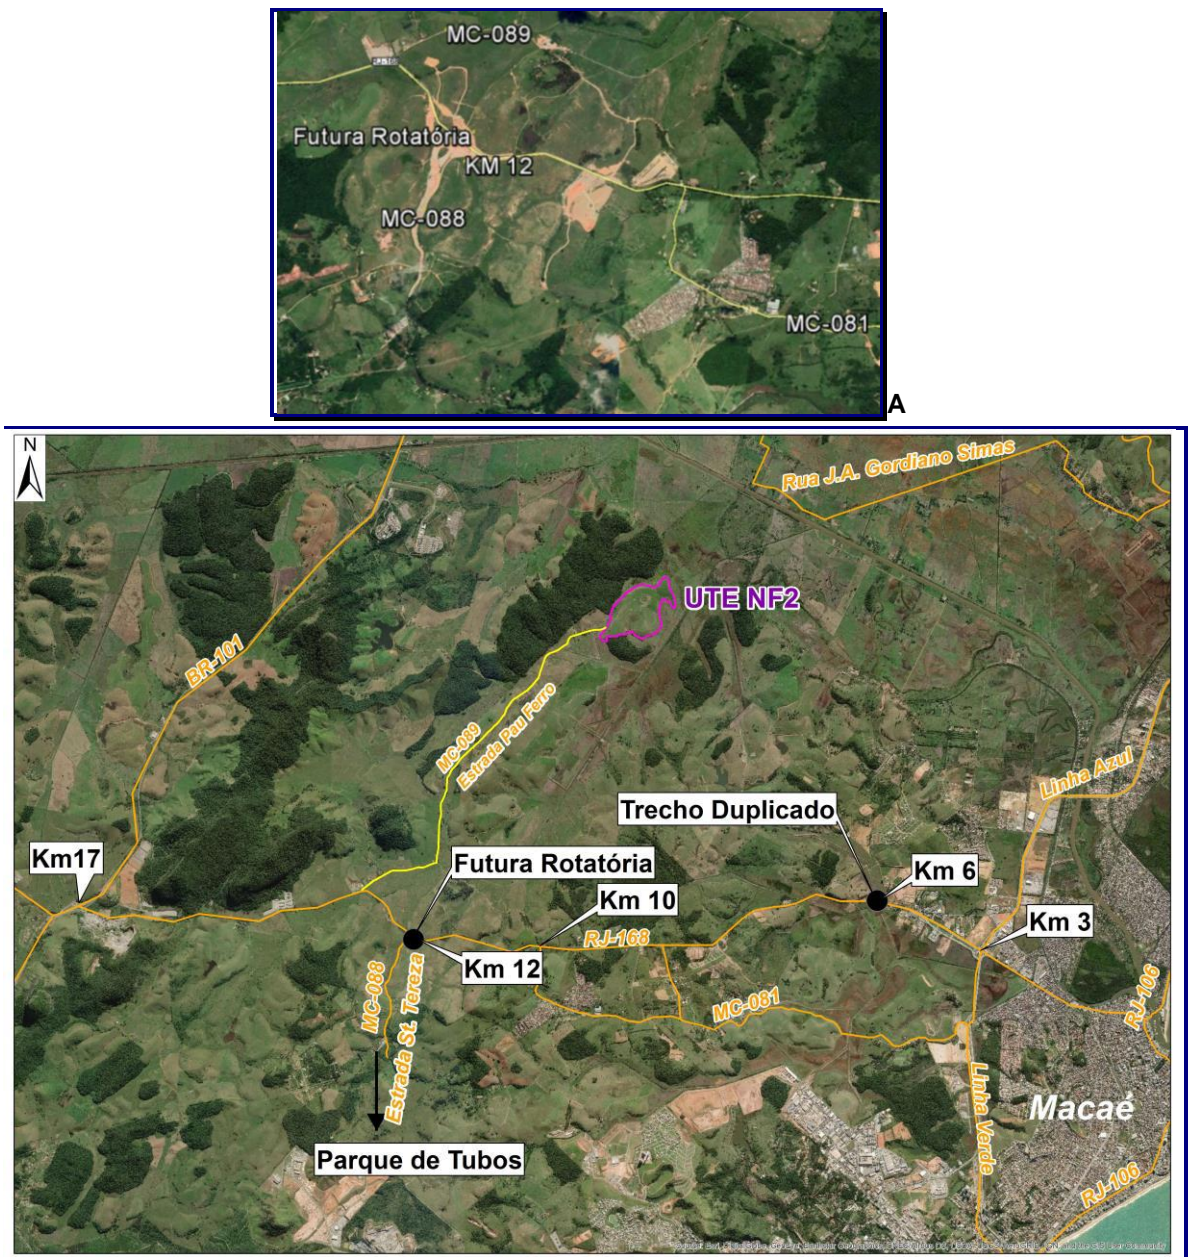 MC-089
RJ-168
Futura Rotatória
KM 12
MC-088
MC-081
A
N
Rua J.A. Gordiano Simas
UTE NF2
BR-101
MC-089
Estrada Pau Ferro
Linha Azul
Trecho Duplicado
Km17
Futura Rotatória
Km 6
Km 10
Km 3
RJ-168
Km 12
MC-088
Estrada St. Tereza
MC-081
RJ-106
Linha Verde
Macaé
Parque de Tubos
RJ-106